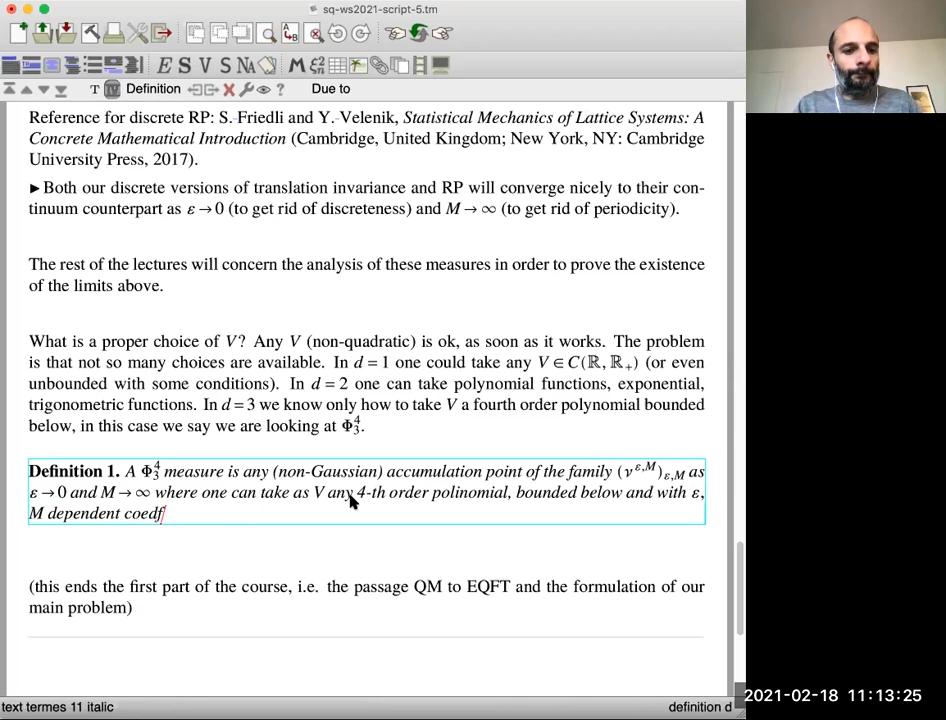 sq-ws2021-script-5.tm
Definition
Due to
Reference for discrete RP: S. Friedli and Y. Velenik, Statistical Mechanics of Lattice Systems: A
Concrete Mathematical Introduction (Cambridge, United Kingdom; New York, NY: Cambridge
University Press, 2017).
▶Both our discrete versions of translation invariance and RP will converge nicely to their con-
tinuum counterpart as ε→0 (to get rid of discreteness) and M→∞ (to get rid of periodicity).
The rest of the lectures will concern the analysis of these measures in order to prove the existence
of the limits above.
What is a proper choice of V? Any V (non-quadratic) is ok, as soon as it works. The problem
is that not so many choices are available. In d=1 one could take any V∈C(ℝ,ℝ₊) (or even
unbounded with some conditions). In d=2 one can take polynomial functions, exponential,
trigonometric functions. In d=3 we know only how to take V a fourth order polynomial bounded
below, in this case we say we are looking at Φ⁴₃.
Definition 1. A Φ⁴₃ measure is any (non-Gaussian) accumulation point of the family (ν^{ε,M})_{ε,M} as
ε→0 and M→∞ where one can take as V any 4-th order polinomial, bounded below and with ε,
M dependent coedf
(this ends the first part of the course, i.e. the passage QM to EQFT and the formulation of our
main problem)
text termes 11 italic
definition d
2021-02-18 11:13:25